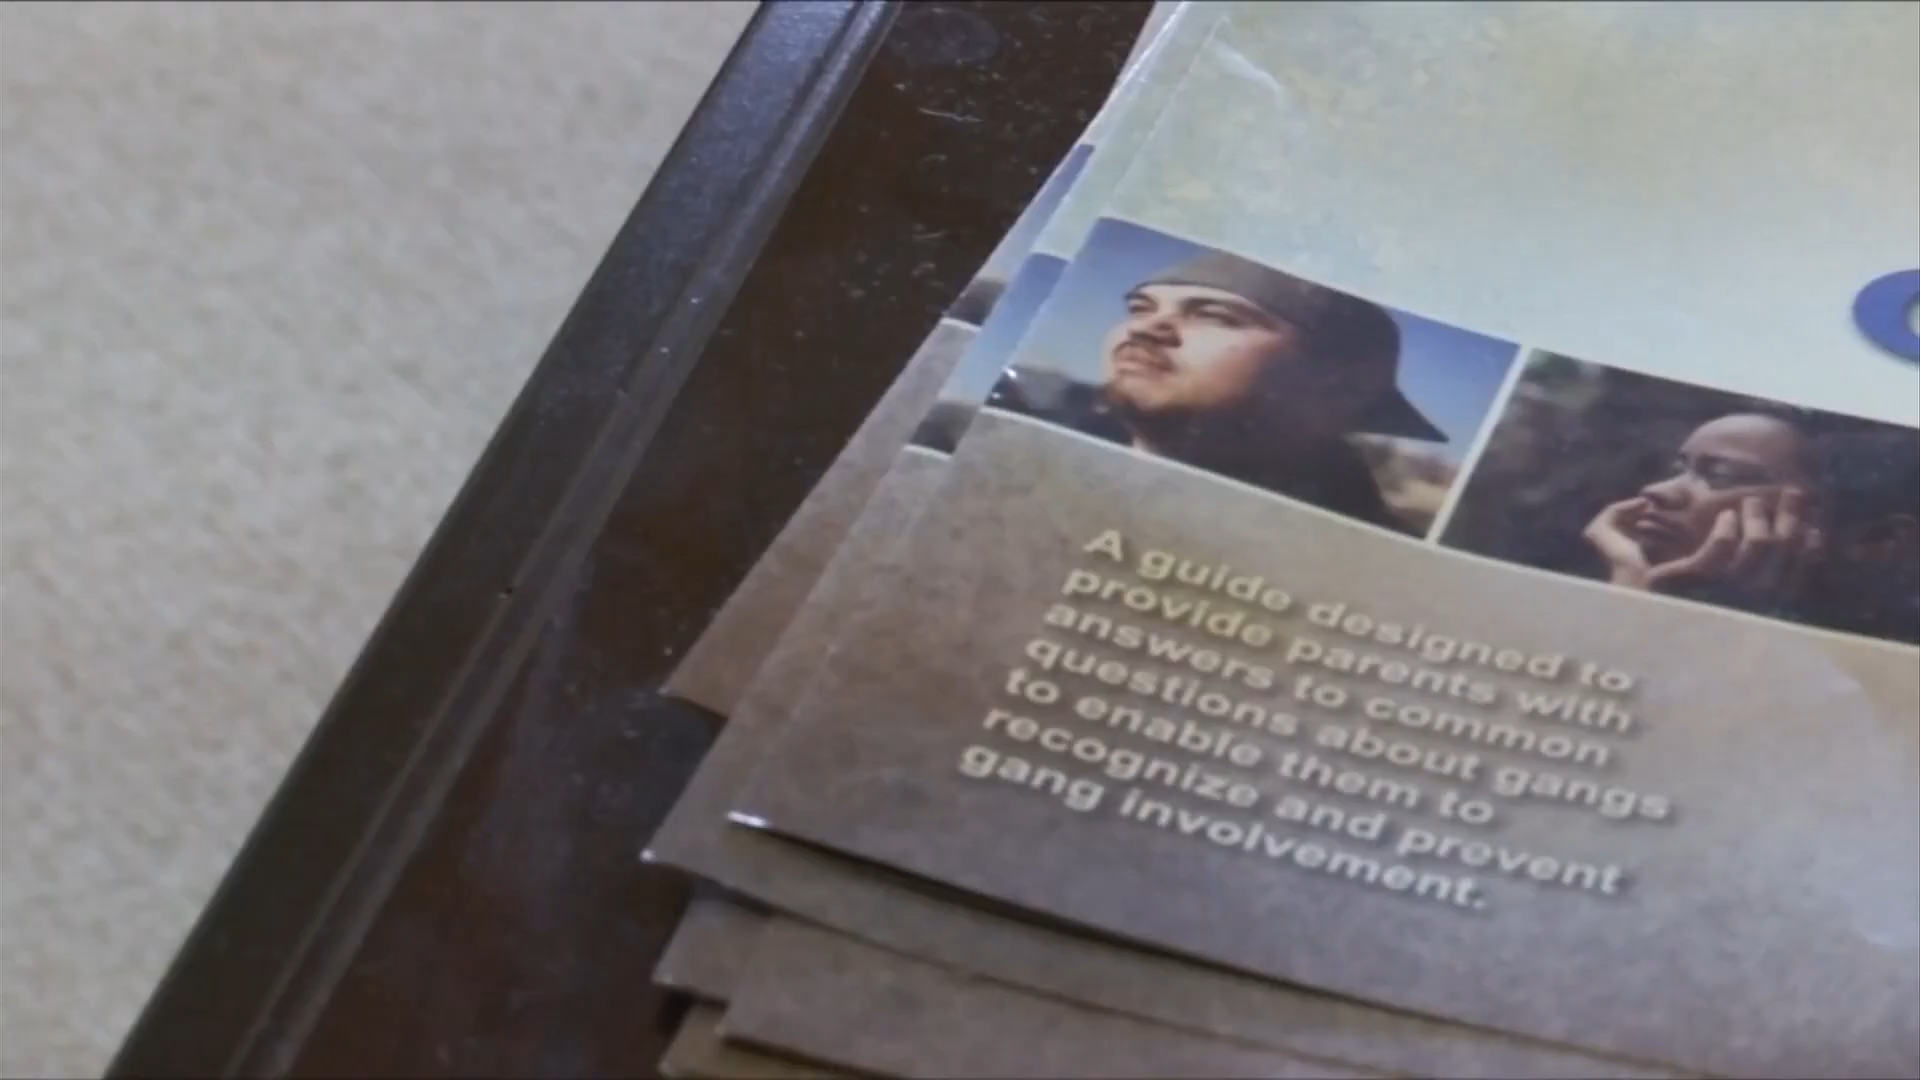 A guide designed to
provide parents with
answers to common
questions about gangs
to enable them to
recognize and prevent
gang involvement.